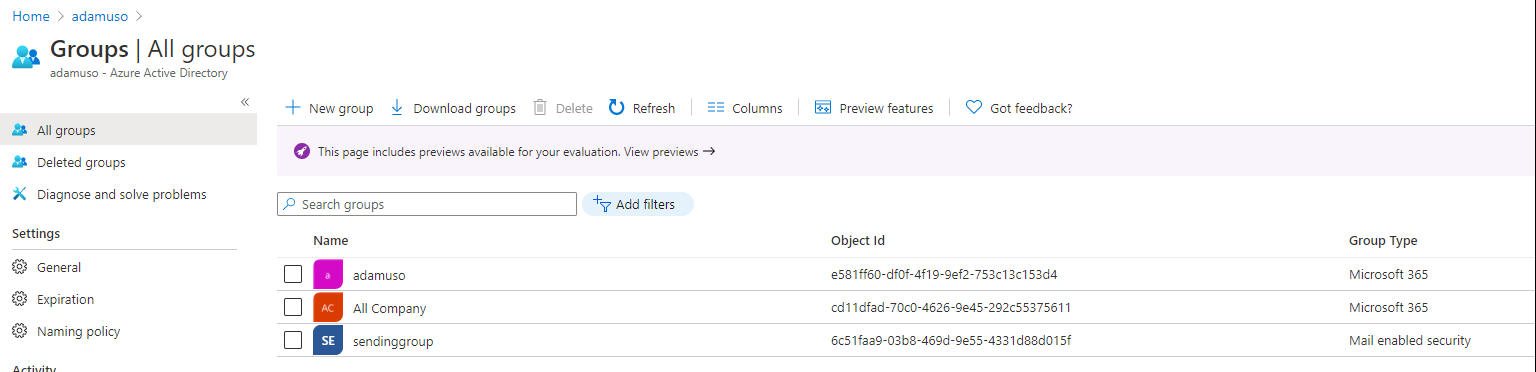 Home > adamuso >
Groups | All groups
adamuso - Azure Active Directory
«
New group Download groups Delete Refresh Columns Preview features Got feedback?
All groups
Deleted groups
Diagnose and solve problems
Settings
General
Expiration
Naming policy
Activity
This page includes previews available for your evaluation. View previews →
Search groups Add filters
Name Object Id Group Type
a adamuso e581ff60-df0f-4f19-9ef2-753c13c153d4 Microsoft 365
AC All Company cd11dfad-70c0-4626-9e45-292c55375611 Microsoft 365
SE sendinggroup 6c51faa9-03b8-469d-9e55-4331d88d015f Mail enabled security